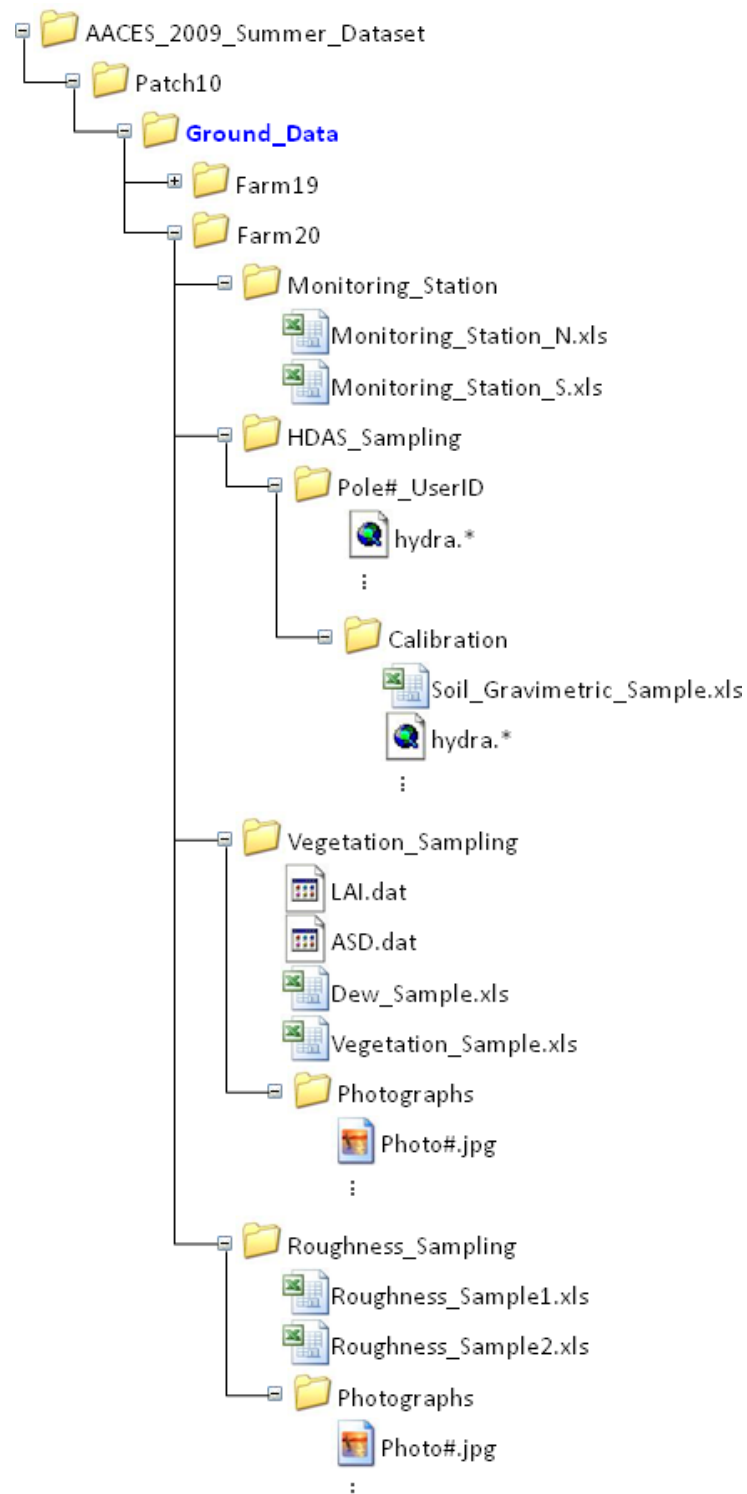 AACES_2009_Summer_Dataset
Patch10
Ground_Data
Farm19
Farm20
Monitoring_Station
Monitoring_Station_N.xls
Monitoring_Station_S.xls
HDAS_Sampling
Pole#_UserID
hydra.*
⋮
Calibration
Soil_Gravimetric_Sample.xls
hydra.*
⋮
Vegetation_Sampling
LAI.dat
ASD.dat
Dew_Sample.xls
Vegetation_Sample.xls
Photographs
Photo#.jpg
⋮
Roughness_Sampling
Roughness_Sample1.xls
Roughness_Sample2.xls
Photographs
Photo#.jpg
⋮